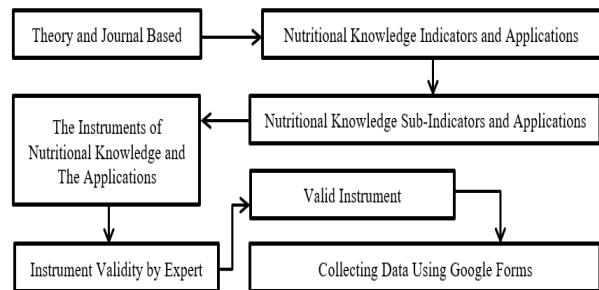 Theory and Journal Based
Nutritional Knowledge Indicators and Applications
Nutritional Knowledge Sub-Indicators and Applications
The Instruments of
Nutritional Knowledge and
The Applications
Instrument Validity by Expert
Valid Instrument
Collecting Data Using Google Forms